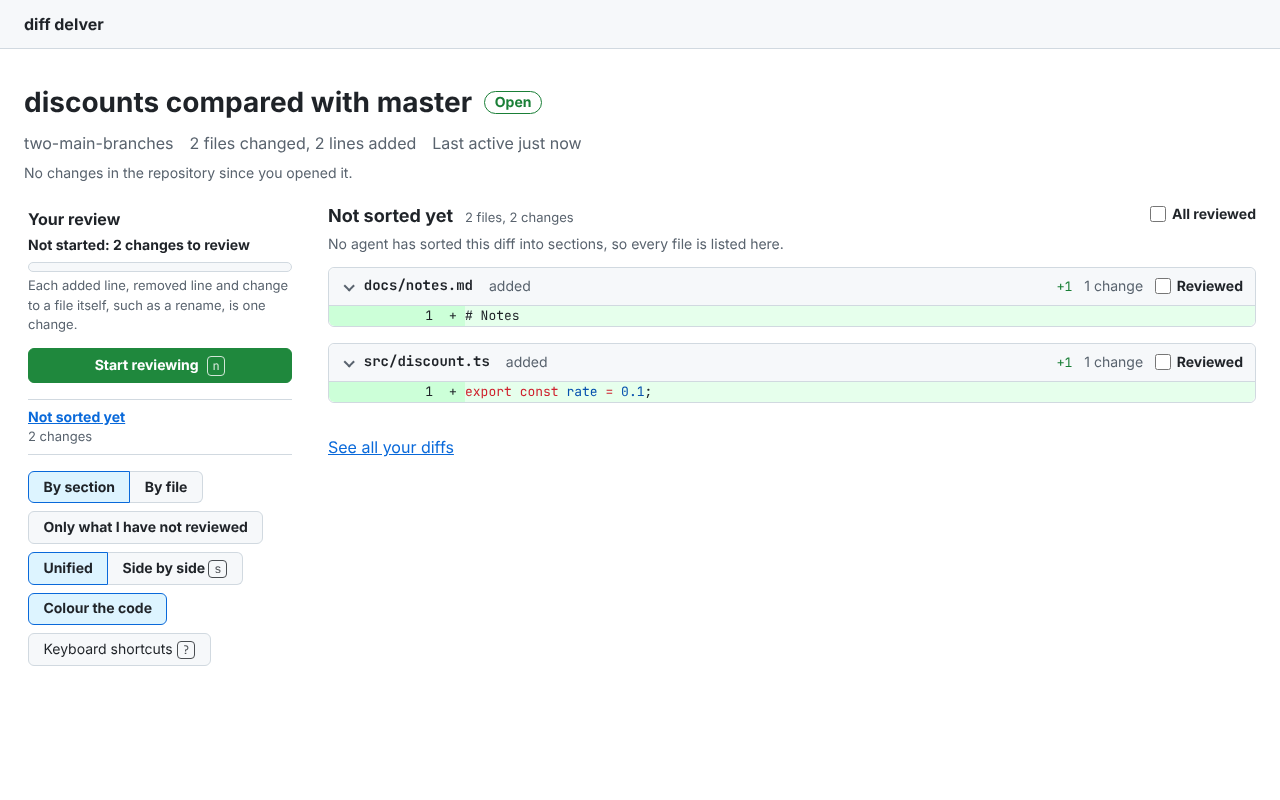 diff delver
discounts compared with master Open
two-main-branches 2 files changed, 2 lines added Last active just now
No changes in the repository since you opened it.
Your review
Not started: 2 changes to review
Each added line, removed line and change
to a file itself, such as a rename, is one
change.
Start reviewing n
Not sorted yet
2 changes
By section By file
Only what I have not reviewed
Unified Side by side s
Colour the code
Keyboard shortcuts ?
Not sorted yet 2 files, 2 changes All reviewed
No agent has sorted this diff into sections, so every file is listed here.
docs/notes.md added +1 1 change Reviewed
1 + # Notes
src/discount.ts added +1 1 change Reviewed
1 + export const rate = 0.1;
See all your diffs